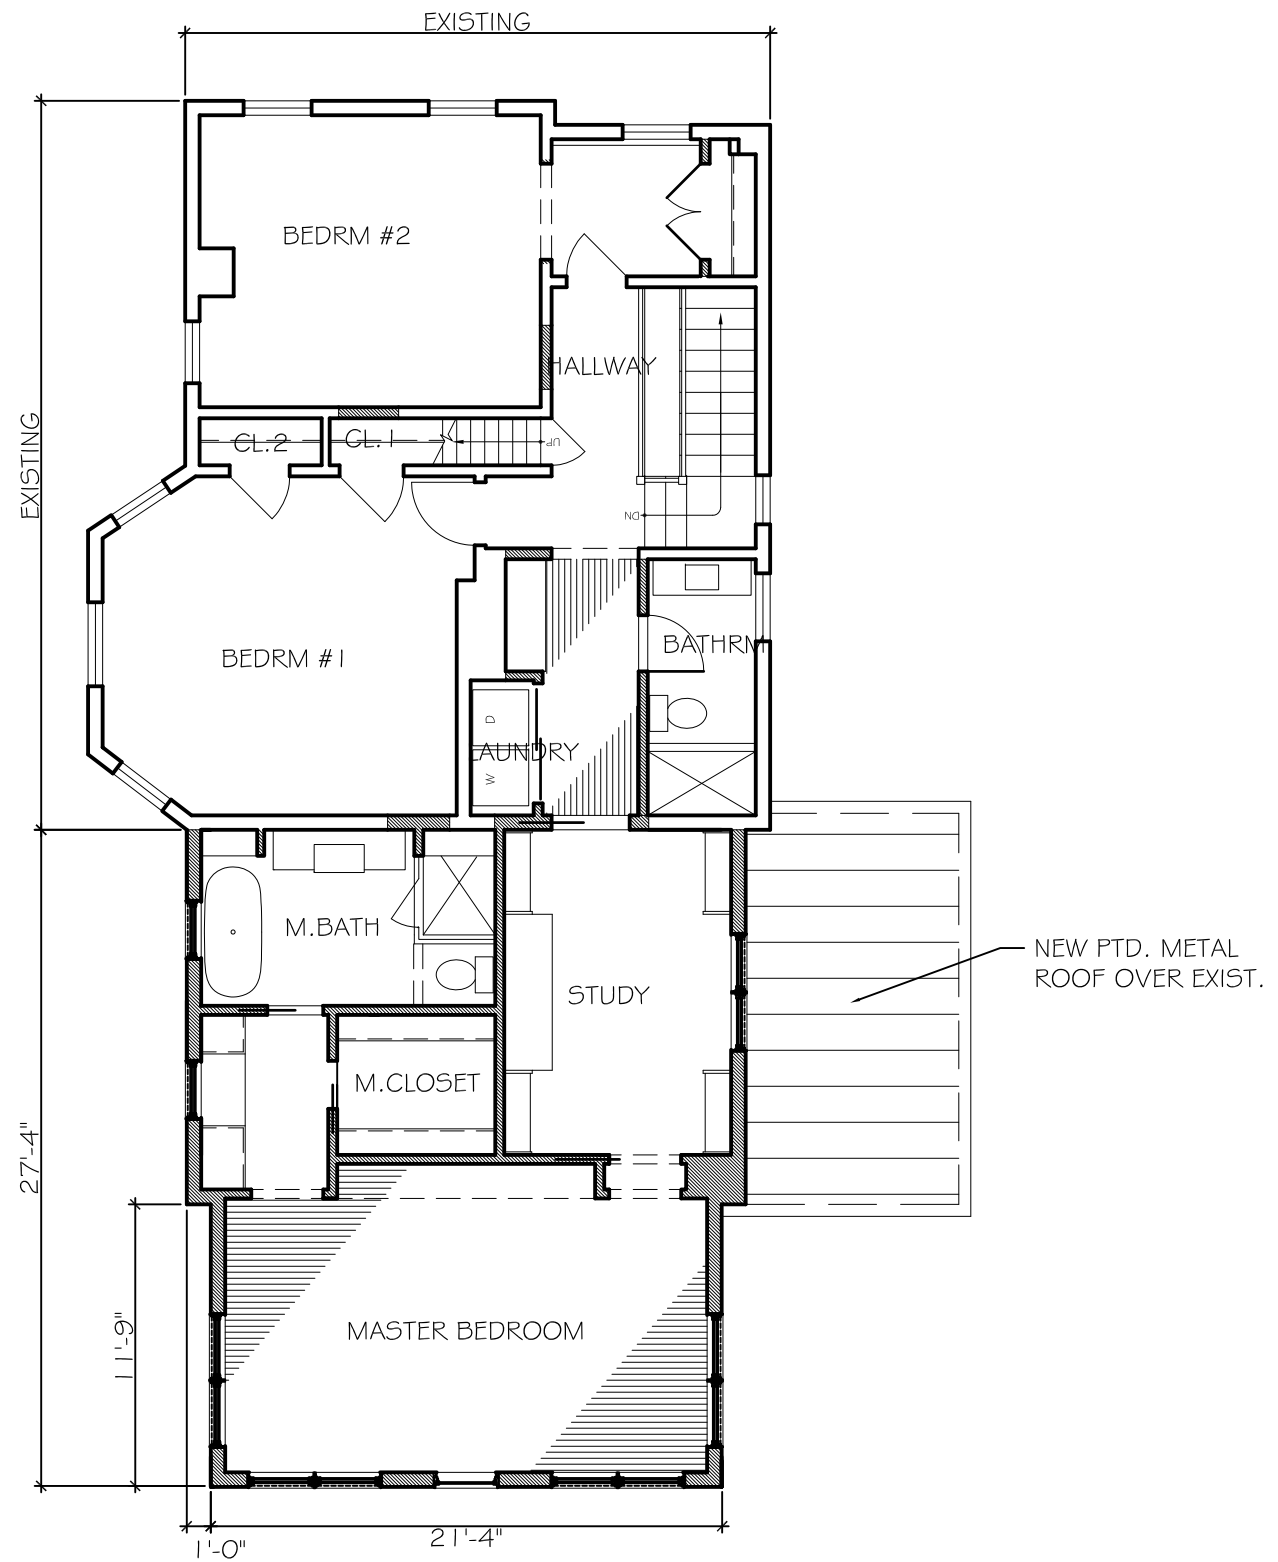 EXISTING
BEDRM #2
HALLWAY
EXISTING
CL.2
CL.1
UP
DN
BATHRM
BEDRM #1
D
LAUNDRY
W
M.BATH
NEW PTD. METAL
ROOF OVER EXIST.
STUDY
M.CLOSET
27'-4"
11'-9"
MASTER BEDROOM
1'-0"
21'-4"